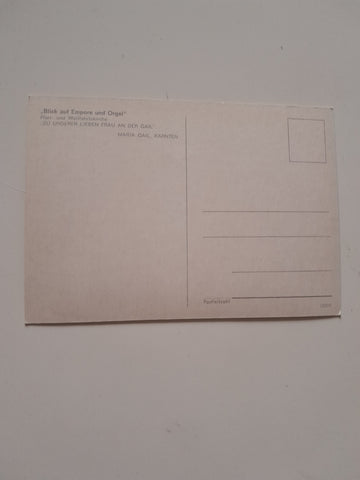 „Blick auf Empore und Orgel"
Pfarr- und Wallfahrtskirche
„ZU UNSERER LIEBEN FRAU AN DER GAIL"
MARIA GAIL, KÄRNTEN
Postleitzahl